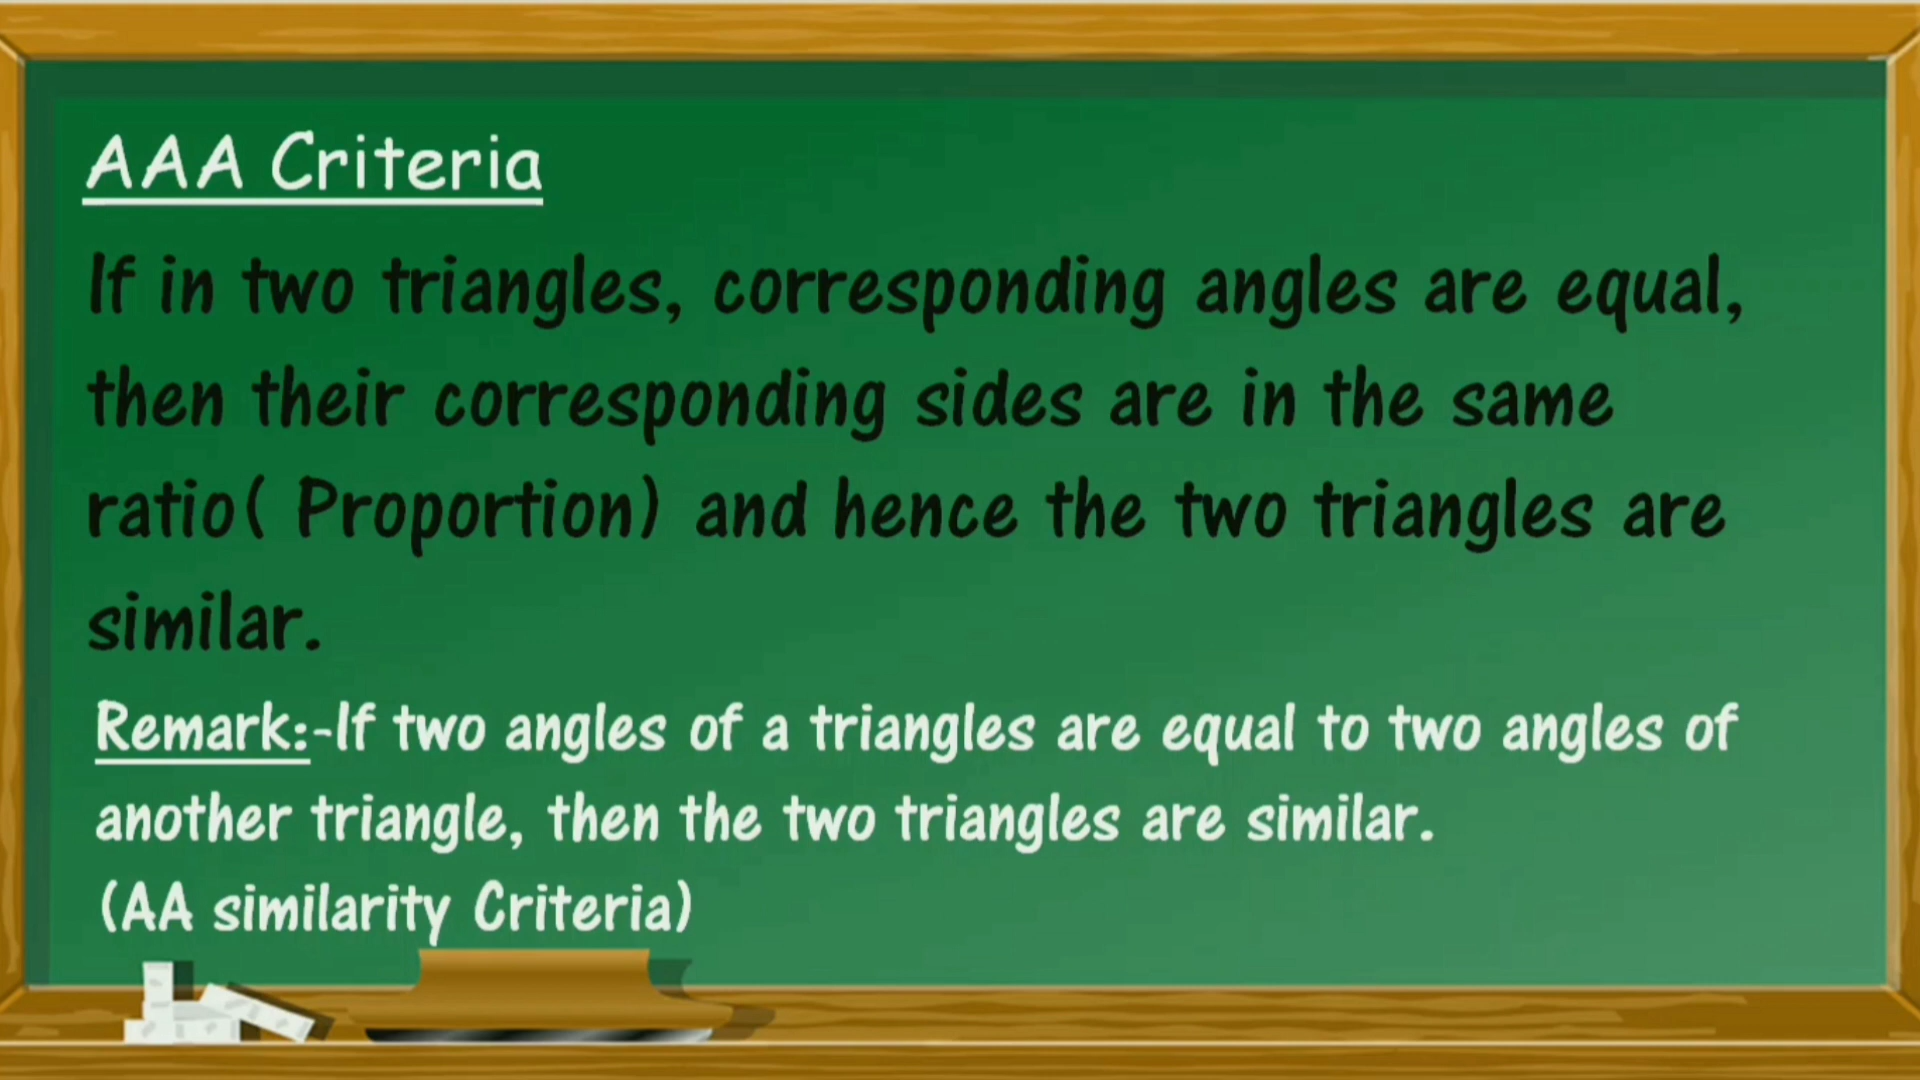 AAA Criteria
If in two triangles, corresponding angles are equal,
then their corresponding sides are in the same
ratio( Proportion) and hence the two triangles are
similar.
Remark:-If two angles of a triangles are equal to two angles of
another triangle, then the two triangles are similar.
(AA similarity Criteria)